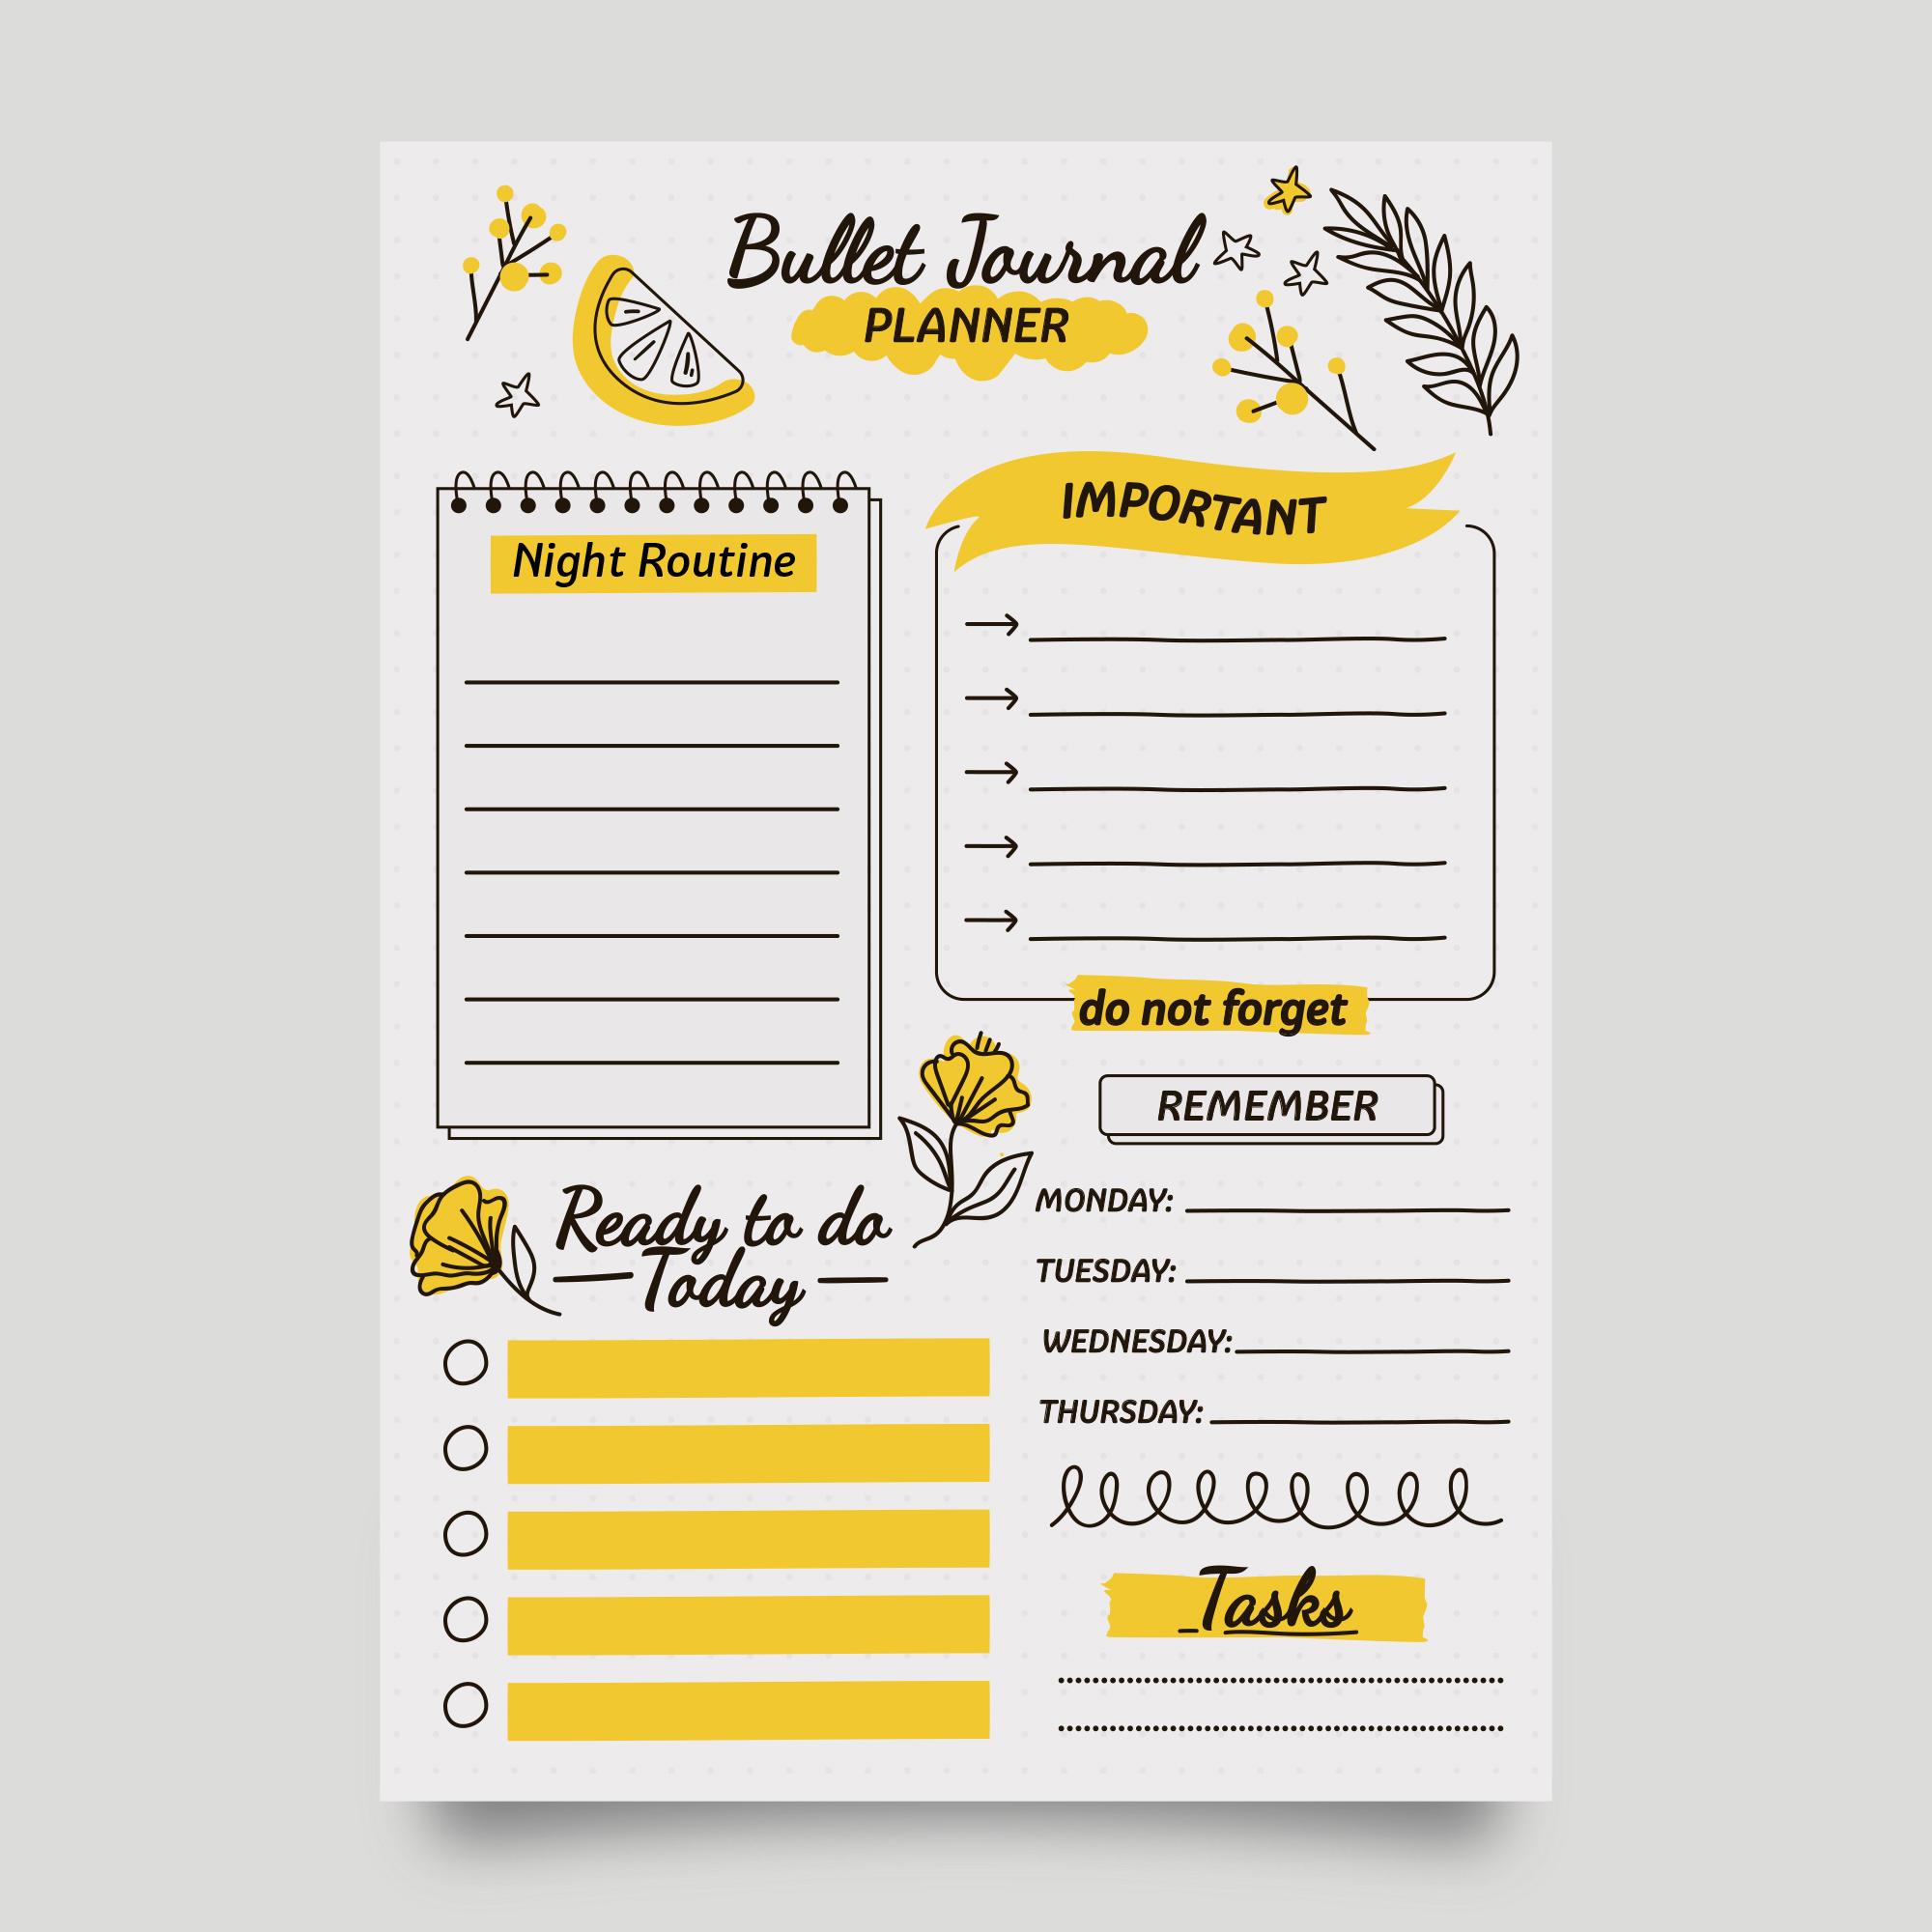 Bullet Journal
PLANNER
Night Routine
IMPORTANT
do not forget
REMEMBER
MONDAY:
TUESDAY:
WEDNESDAY:
THURSDAY:
Ready to do
Today
Tasks